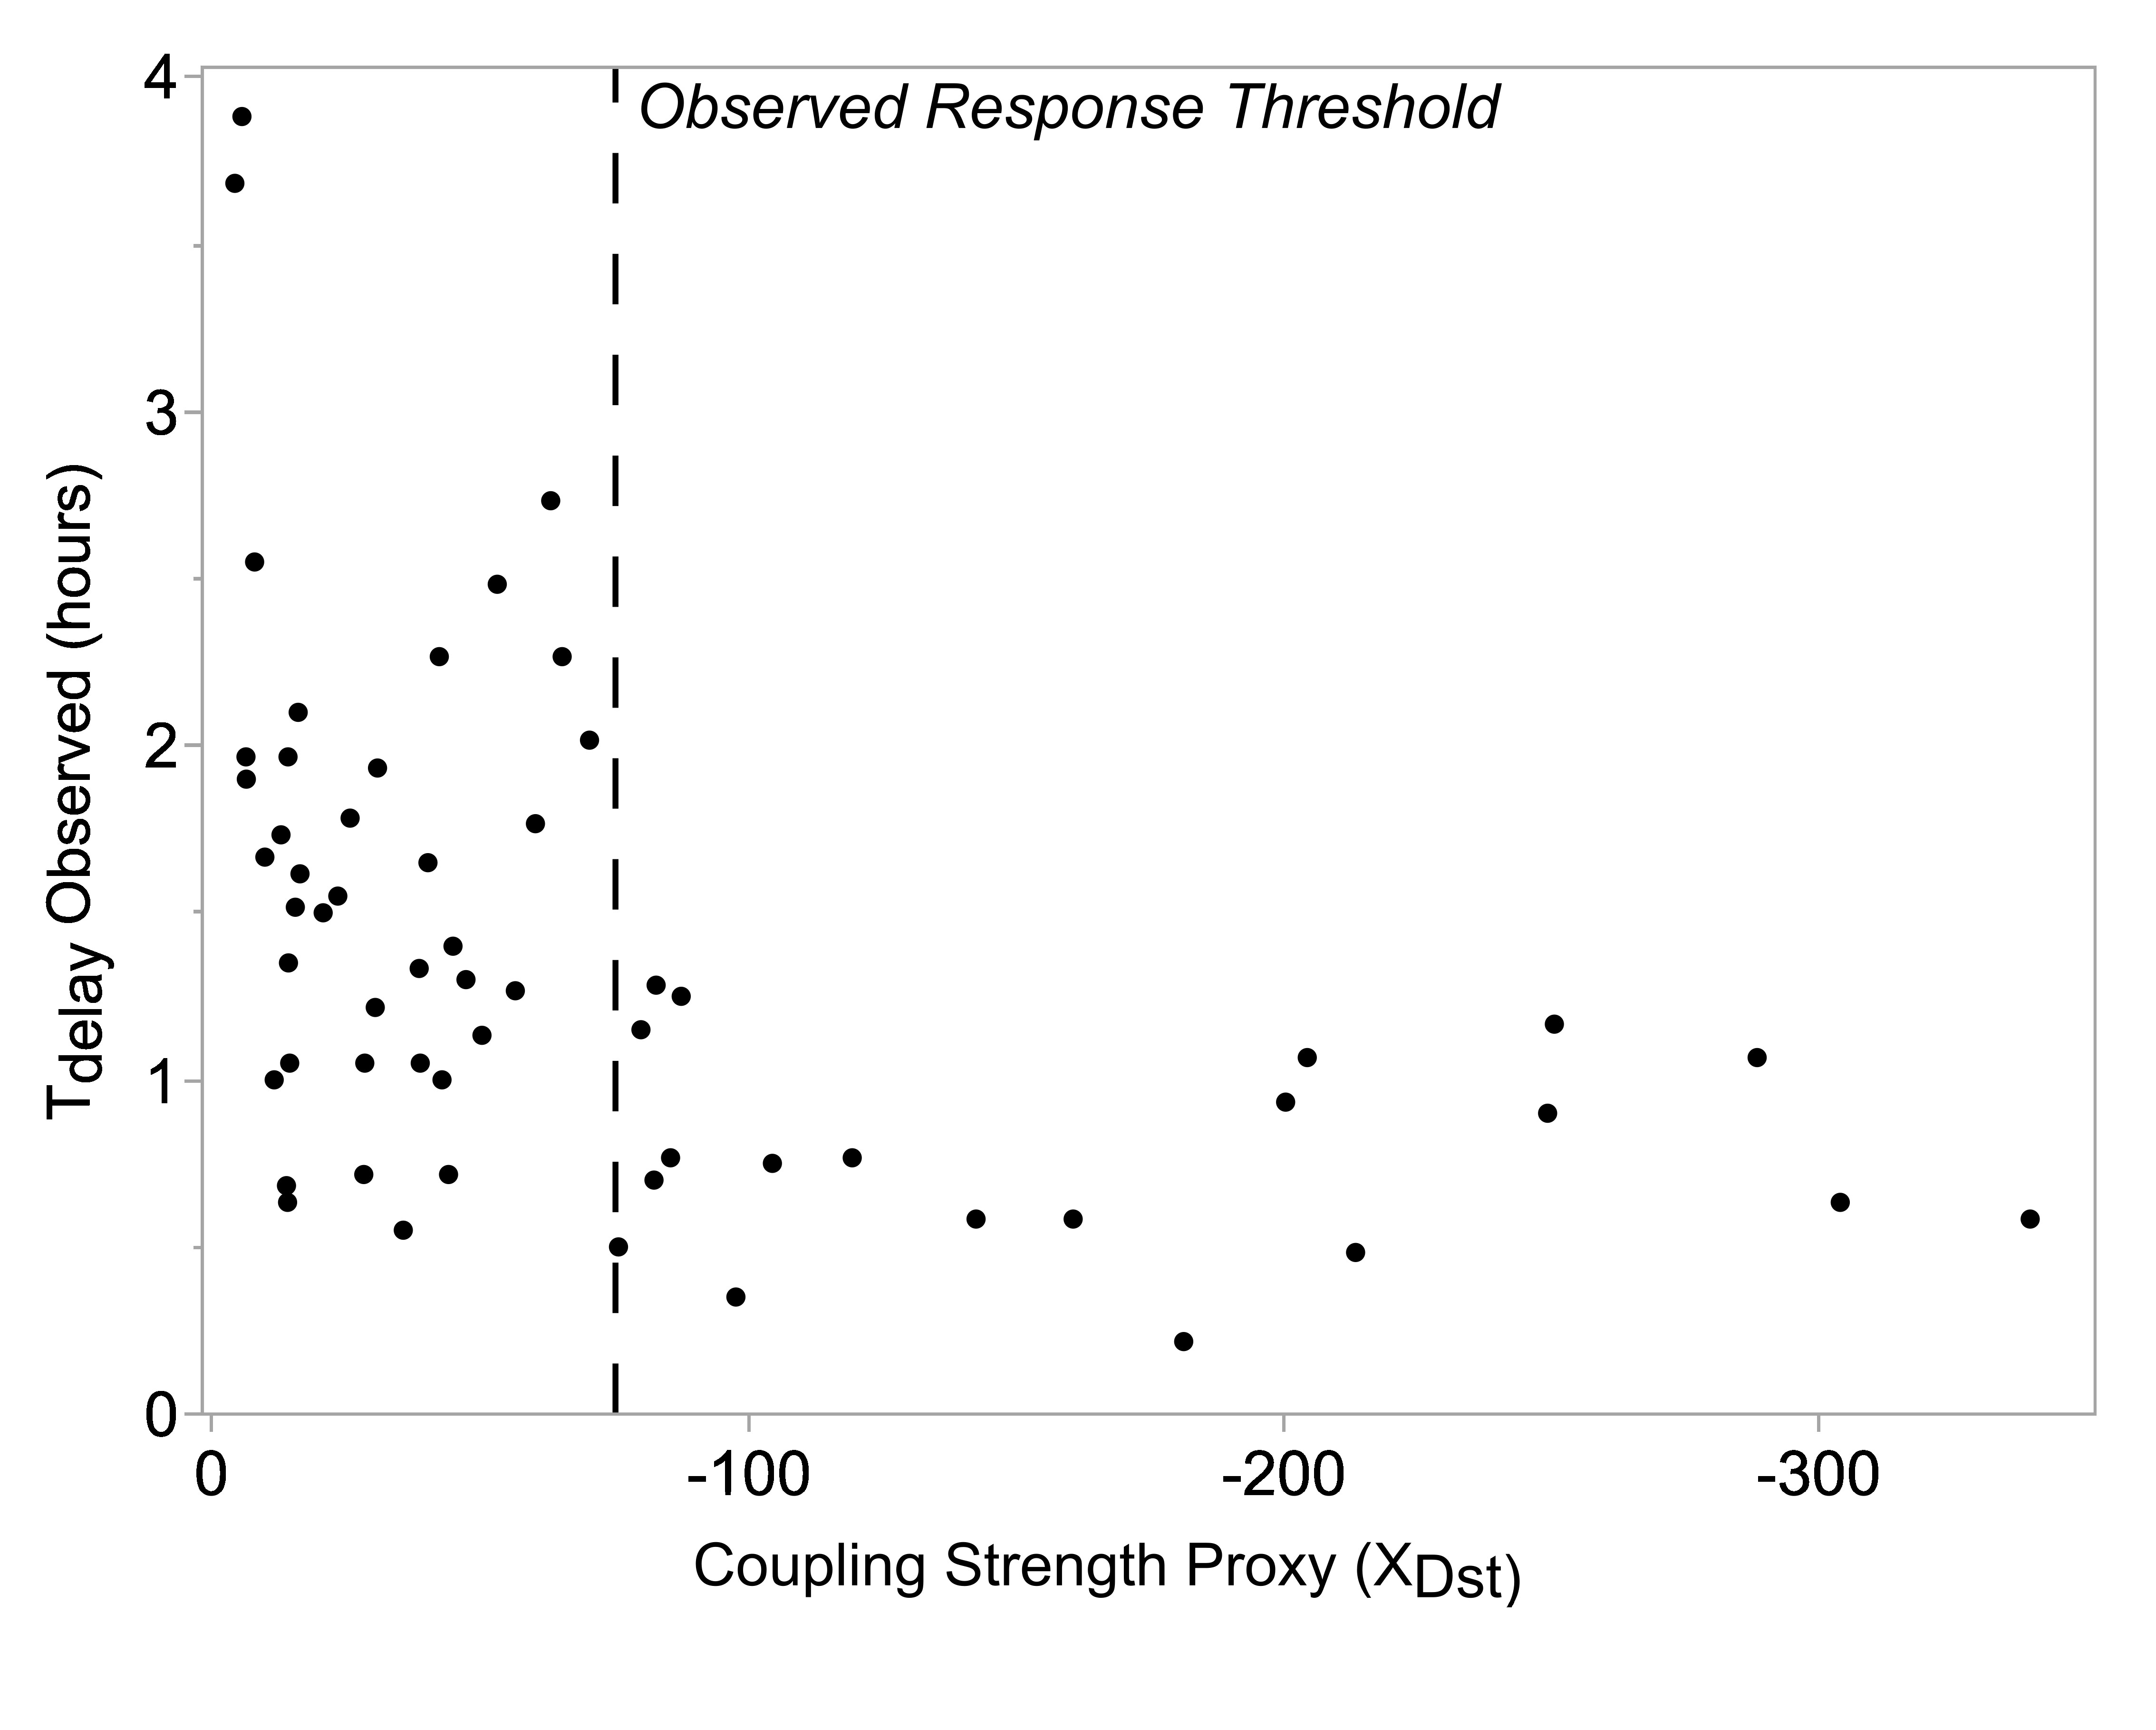 Observed Response Threshold
4
3
2
1
0
Tdelay Observed (hours)
0 -100 -200 -300
Coupling Strength Proxy (XDst)